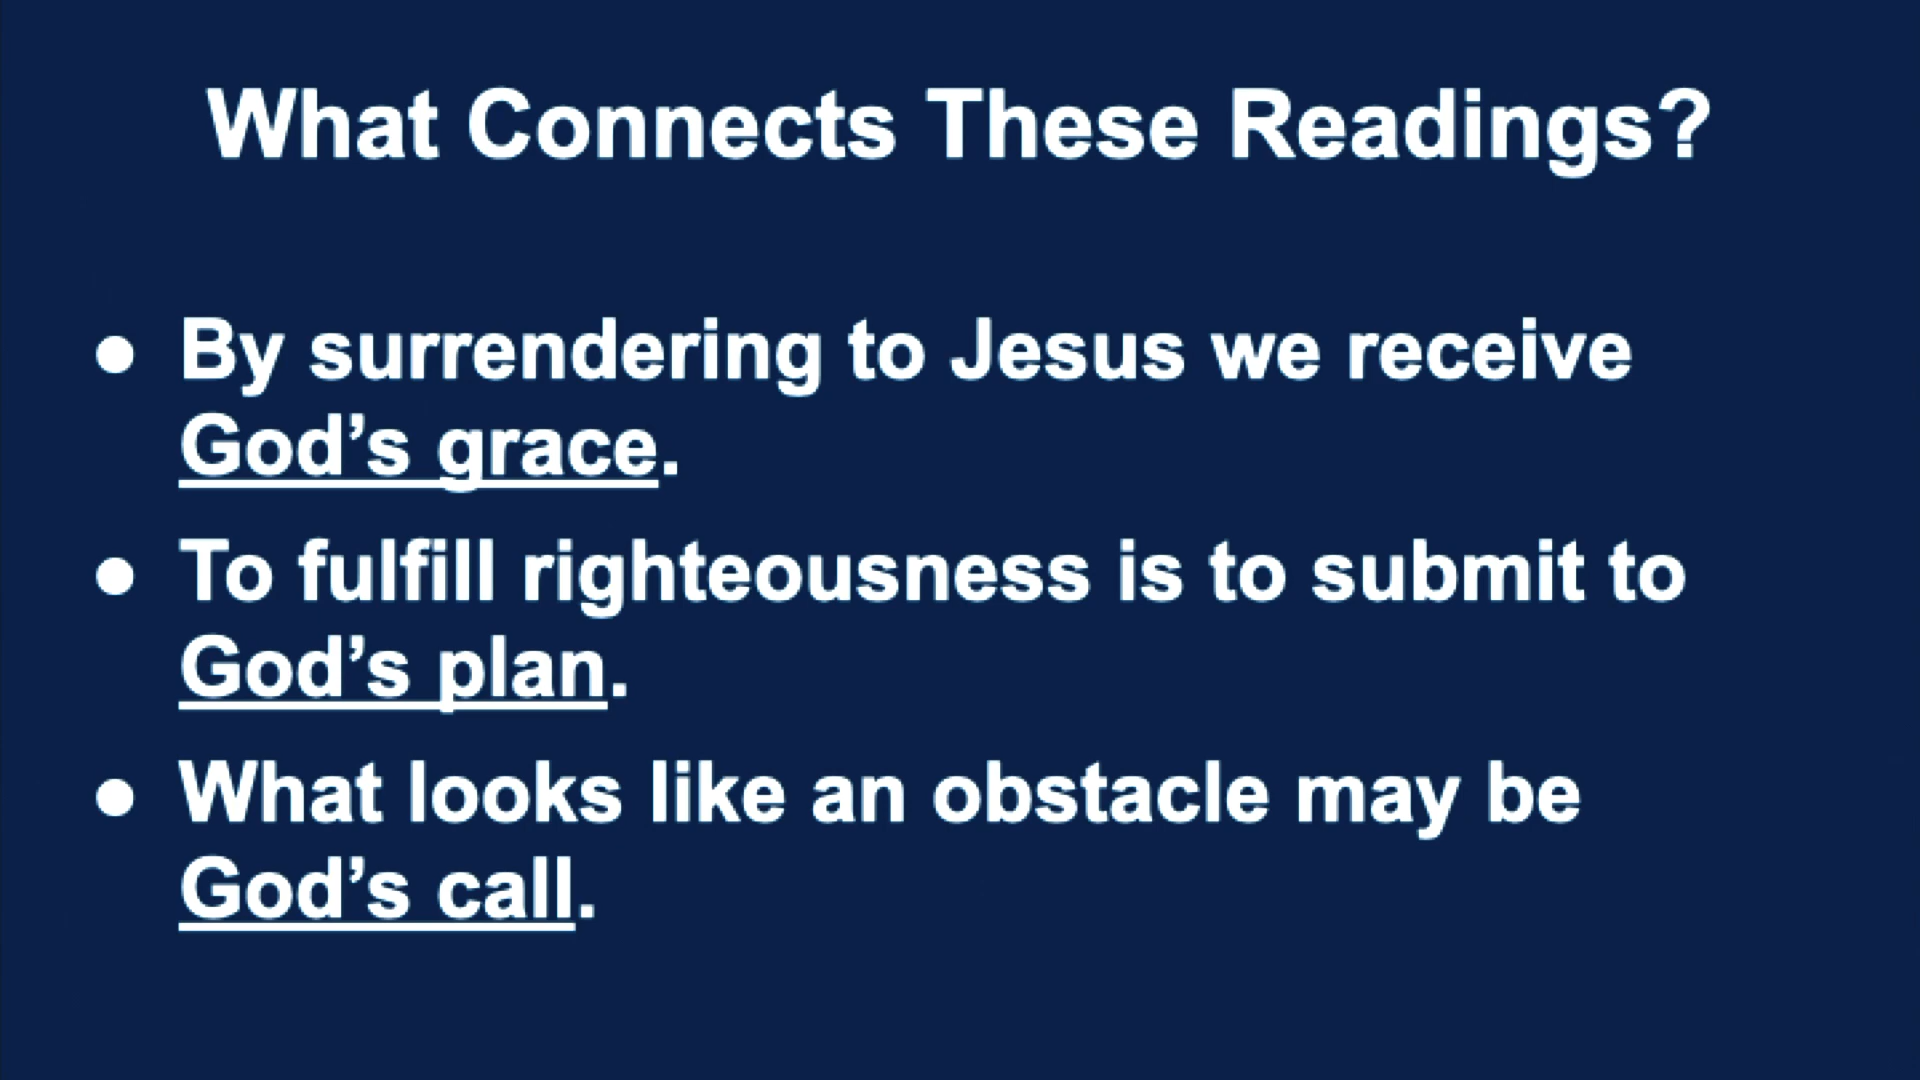 What Connects These Readings?
● By surrendering to Jesus we receive
God’s grace.
● To fulfill righteousness is to submit to
God’s plan.
● What looks like an obstacle may be
God’s call.